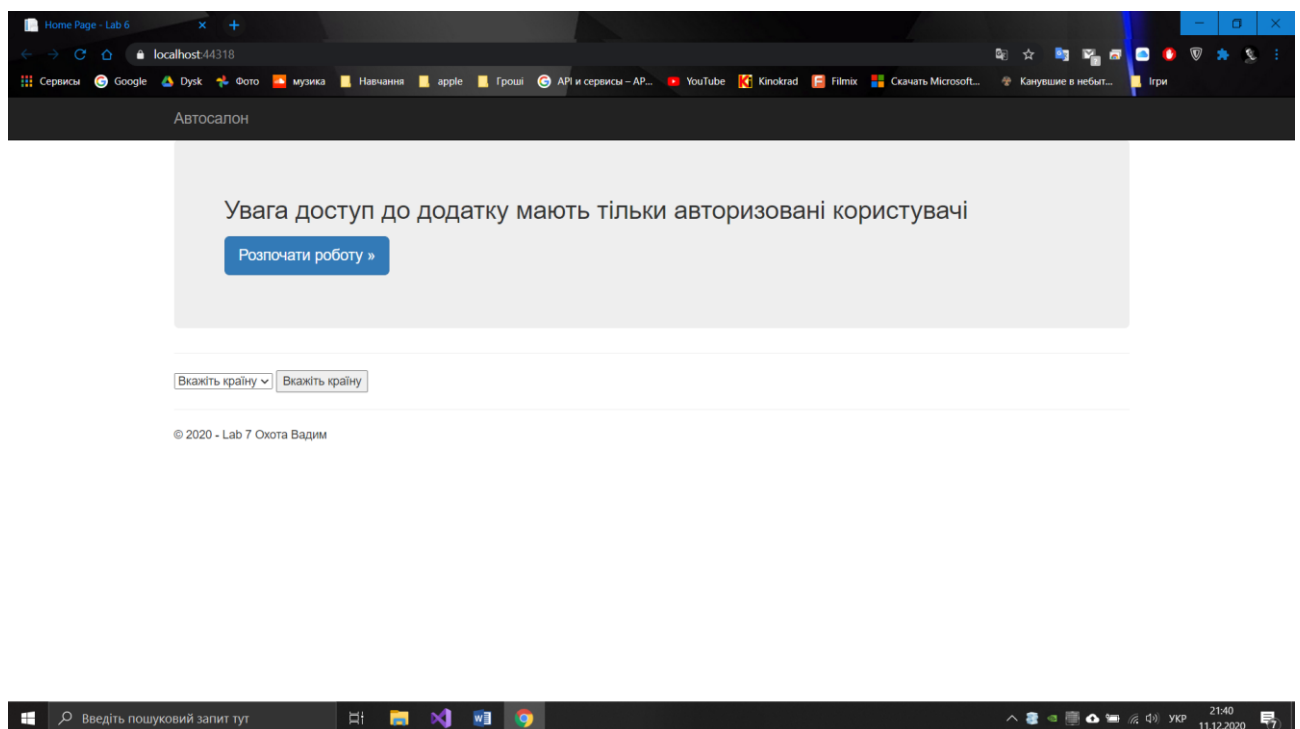 Home Page - Lab 6
localhost:44318
Сервисы Google Dysk Фото музика Навчання apple Гроші API и сервисы – AP... YouTube Kinokrad Filmix Скачать Microsoft... Канувшие в небыт... Ігри
Автосалон
Увага доступ до додатку мають тільки авторизовані користувачі
Розпочати роботу »
Вкажіть країну Вкажіть країну
© 2020 - Lab 7 Охота Вадим
Введіть пошуковий запит тут
УКР
21:40
11.12.2020
7